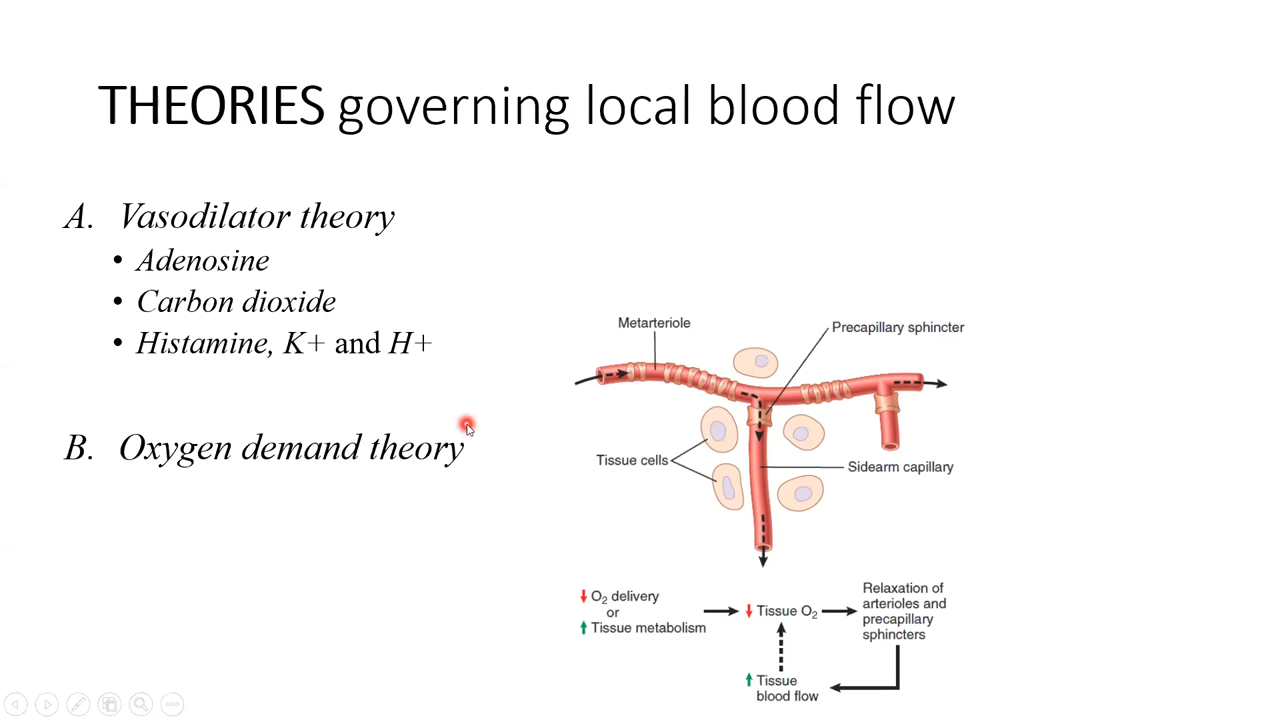 THEORIES governing local blood flow
A. Vasodilator theory
• Adenosine
• Carbon dioxide
• Histamine, K+ and H+
B. Oxygen demand theory
Metarteriole
Precapillary sphincter
Tissue cells
Sidearm capillary
O₂ delivery
or
Tissue metabolism
Tissue O₂
Relaxation of
arterioles and
precapillary
sphincters
Tissue
blood flow